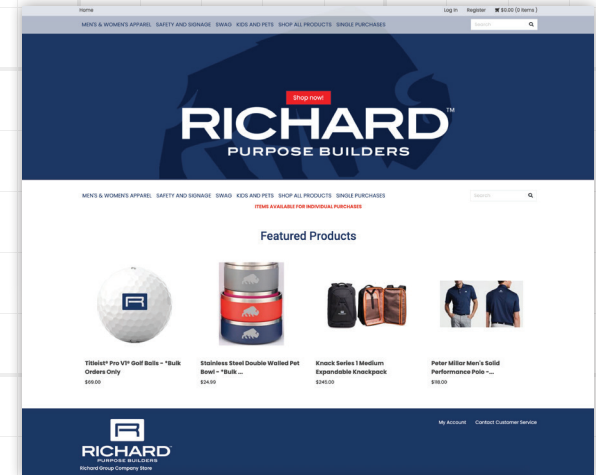 Home
Log In Register $0.00 (0 items)
MEN'S & WOMEN'S APPAREL SAFETY AND SIGNAGE SWAG KIDS AND PETS SHOP ALL PRODUCTS SINGLE PURCHASES
Search
Shop now!
RICHARD™
PURPOSE BUILDERS
MEN'S & WOMEN'S APPAREL SAFETY AND SIGNAGE SWAG KIDS AND PETS SHOP ALL PRODUCTS SINGLE PURCHASES
Search
ITEMS AVAILABLE FOR INDIVIDUAL PURCHASES
Featured Products
Titleist® Pro V1® Golf Balls - *Bulk
Orders Only
$69.00
Stainless Steel Double Walled Pet
Bowl - *Bulk ...
$24.99
Knack Series 1 Medium
Expandable Knackpack
$245.00
Peter Millar Men's Solid
Performance Polo -...
$118.00
RICHARD
PURPOSE BUILDERS
Richard Group Company Store
My Account Contact Customer Service